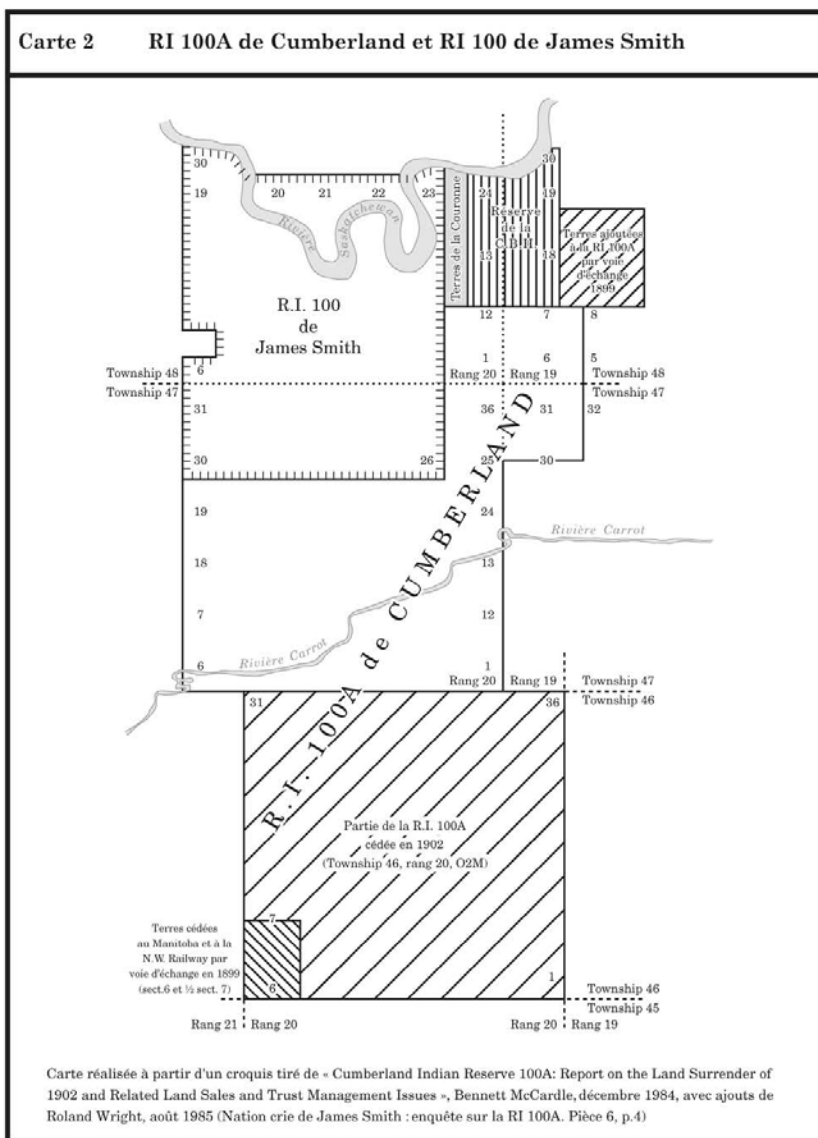 Carte 2 RI 100A de Cumberland et RI 100 de James Smith
30
30
19
20
21
22
23
24
19
Rivière
Saskatchewan
Terres de la Couronne
Réserve
de la
C.B.H.
13
18
Terres ajoutées
à la RI 100A
par voie
d'échange
1899
R.I. 100
de
James Smith
12
7
8
6
1
6
5
Township 48
Rang 20
Rang 19
Township 48
Township 47
Township 47
31
36
31
32
30
26
25
30
19
24
Rivière Carrot
18
13
7
12
Rivière Carrot
6
1
Rang 20
Rang 19
Township 47
Township 46
R.I. 100A de CUMBERLAND
31
36
Partie de la R.I. 100A
cédée en 1902
(Township 46, rang 20, O2M)
Terres cédées
au Manitoba et à la
N.W. Railway par
voie d'échange en 1899
(sect.6 et ½ sect. 7)
7
6
1
Township 46
Township 45
Rang 21
Rang 20
Rang 20
Rang 19
Carte réalisée à partir d'un croquis tiré de « Cumberland Indian Reserve 100A: Report on the Land Surrender of
1902 and Related Land Sales and Trust Management Issues », Bennett McCardle, décembre 1984, avec ajouts de
Roland Wright, août 1985 (Nation crie de James Smith : enquête sur la RI 100A. Pièce 6, p.4)